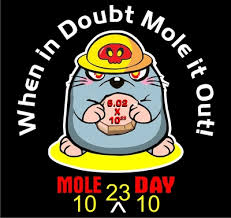 When in Doubt Mole it Out!
6.02
X
10²³
MOLE DAY
10 23 10
^